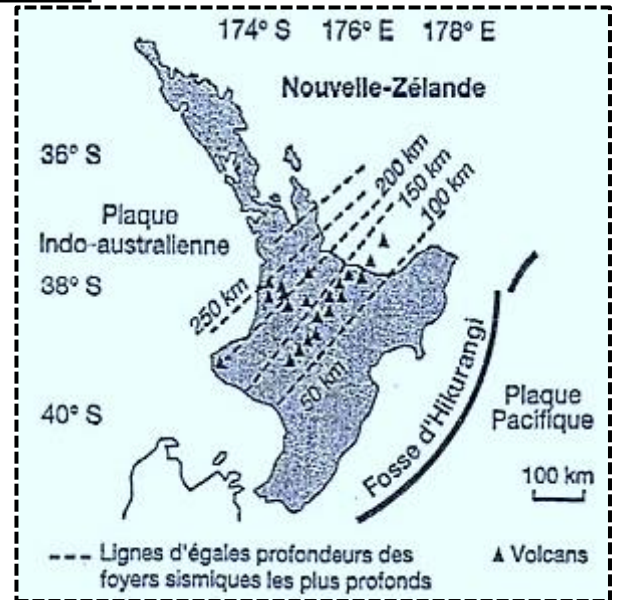 174° S 176° E 178° E
Nouvelle-Zélande
36° S
200 km
150 km
100 km
Plaque
Indo-australienne
38° S
250 km
50 km
Fosse d'Hikurangi
Plaque
Pacifique
40° S
100 km
--- Lignes d'égales profondeurs des
foyers sismiques les plus profonds
▲ Volcans